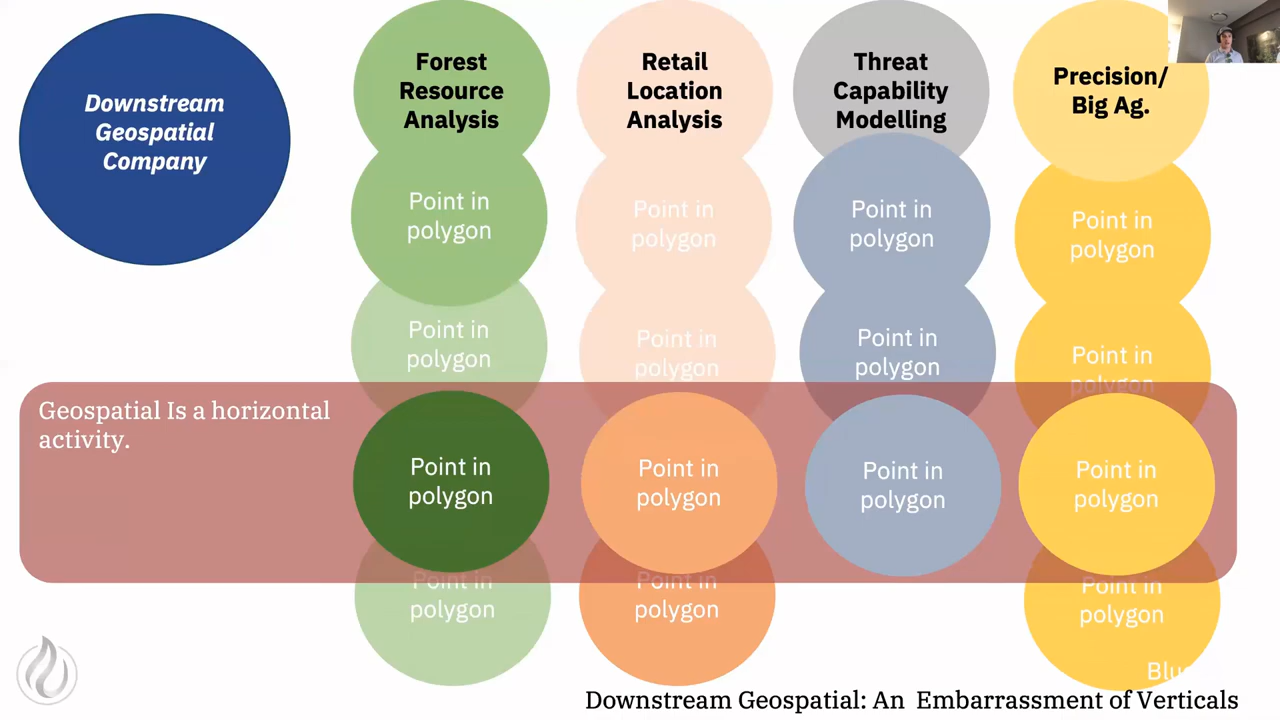 Downstream
Geospatial
Company
Forest
Resource
Analysis
Retail
Location
Analysis
Threat
Capability
Modelling
Precision/
Big Ag.
Point in
polygon
Point in
polygon
Point in
polygon
Point in
polygon
Point in
polygon
Point in
polygon
Point in
polygon
Point in
polygon
Geospatial Is a horizontal
activity.
Point in
polygon
Point in
polygon
Point in
polygon
Point in
polygon
Point in
polygon
Point in
polygon
Point in
polygon
Downstream Geospatial: An Embarrassment of Verticals